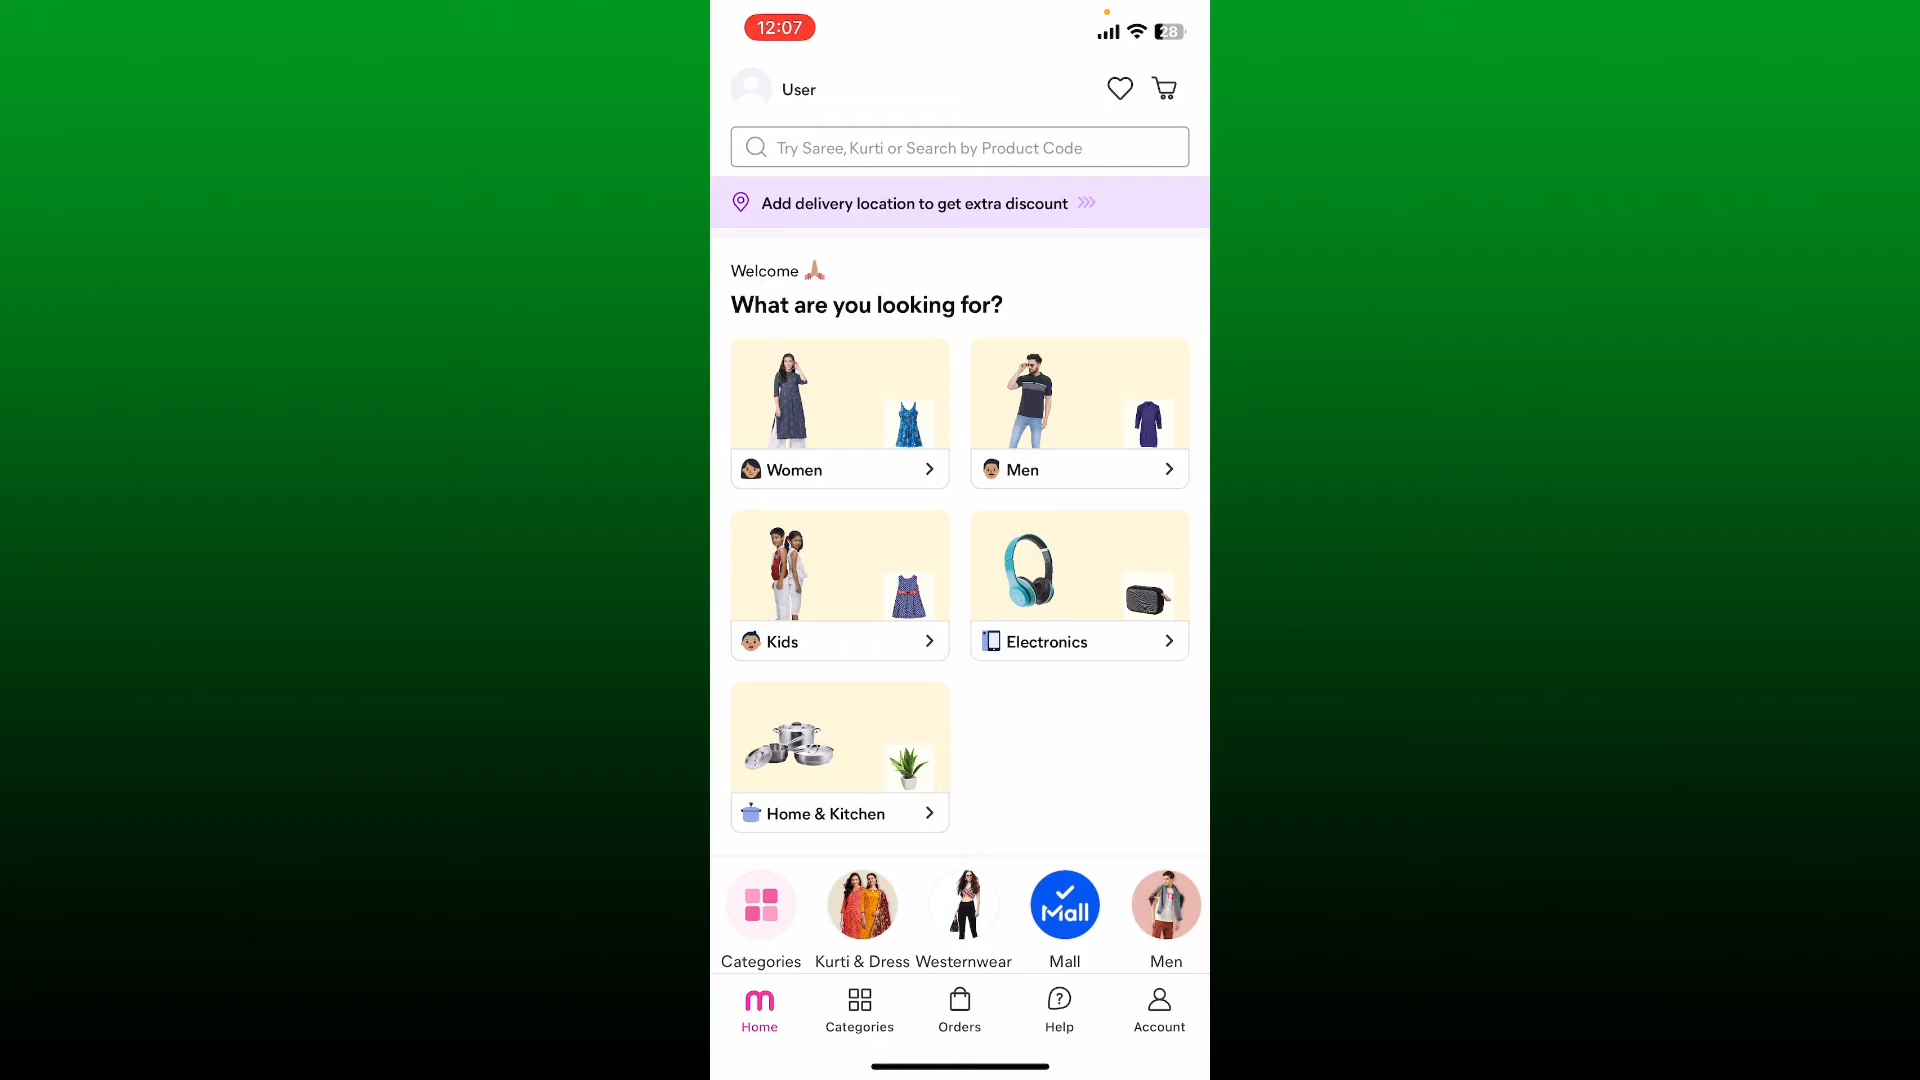 12:07
28
User
Try Saree, Kurti or Search by Product Code
Add delivery location to get extra discount
Welcome
What are you looking for?
Women
Men
Kids
Electronics
Home & Kitchen
Mall
Categories
Kurti & Dress
Westernwear
Mall
Men
Home
Categories
Orders
Help
Account